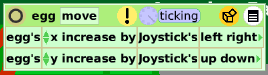 egg move ! ticking
egg's x increase by Joystick's left right
egg's y increase by Joystick's up down